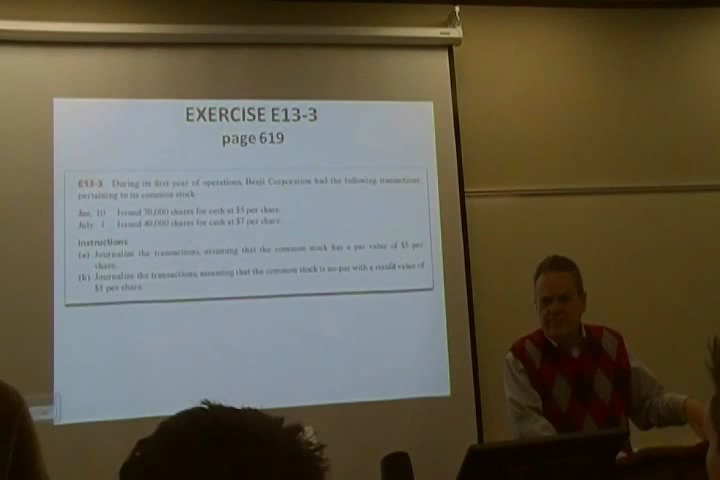 EXERCISE E13-3
page 619
E13-3 During its first year of operations, Benji Corporation had the following transactions
pertaining to its common stock.
Jan. 10 Issued 70,000 shares for cash at $5 per share.
July 1 Issued 40,000 shares for cash at $7 per share.
Instructions
(a) Journalize the transactions, assuming that the common stock has a par value of $5 per
share.
(b) Journalize the transactions, assuming that the common stock is no-par with a stated value of
$1 per share.